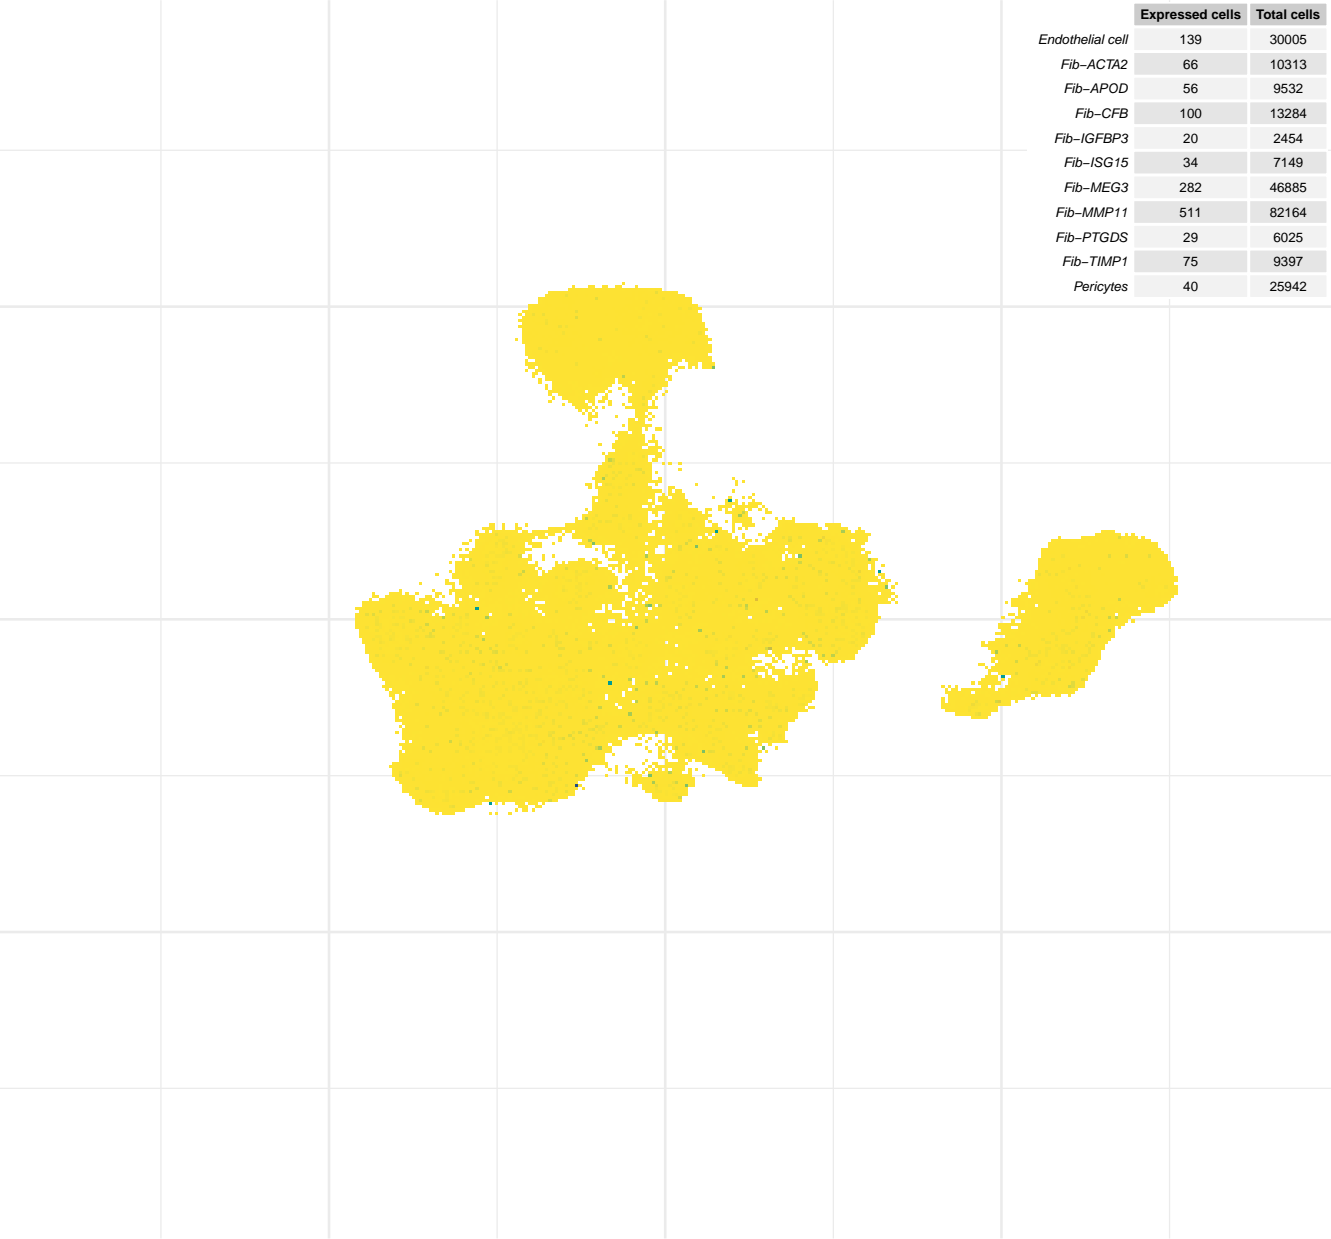 Expressed cells Total cells
Endothelial cell 139 30005
Fib−ACTA2 66 10313
Fib−APOD 56 9532
Fib−CFB 100 13284
Fib−IGFBP3 20 2454
Fib−ISG15 34 7149
Fib−MEG3 282 46885
Fib−MMP11 511 82164
Fib−PTGDS 29 6025
Fib−TIMP1 75 9397
Pericytes 40 25942